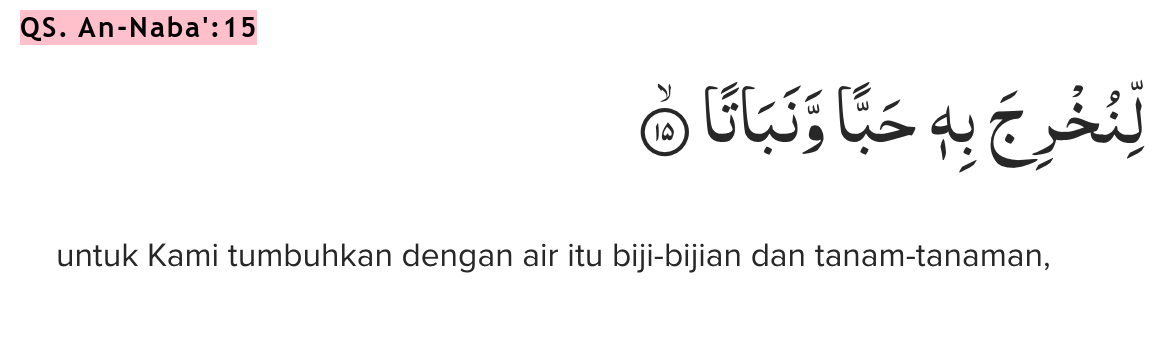 QS. An-Naba':15
لِّنُخْرِجَ بِهٖ حَبًّا وَّنَبَاتًا ۙ ١٥
untuk Kami tumbuhkan dengan air itu biji-bijian dan tanam-tanaman,